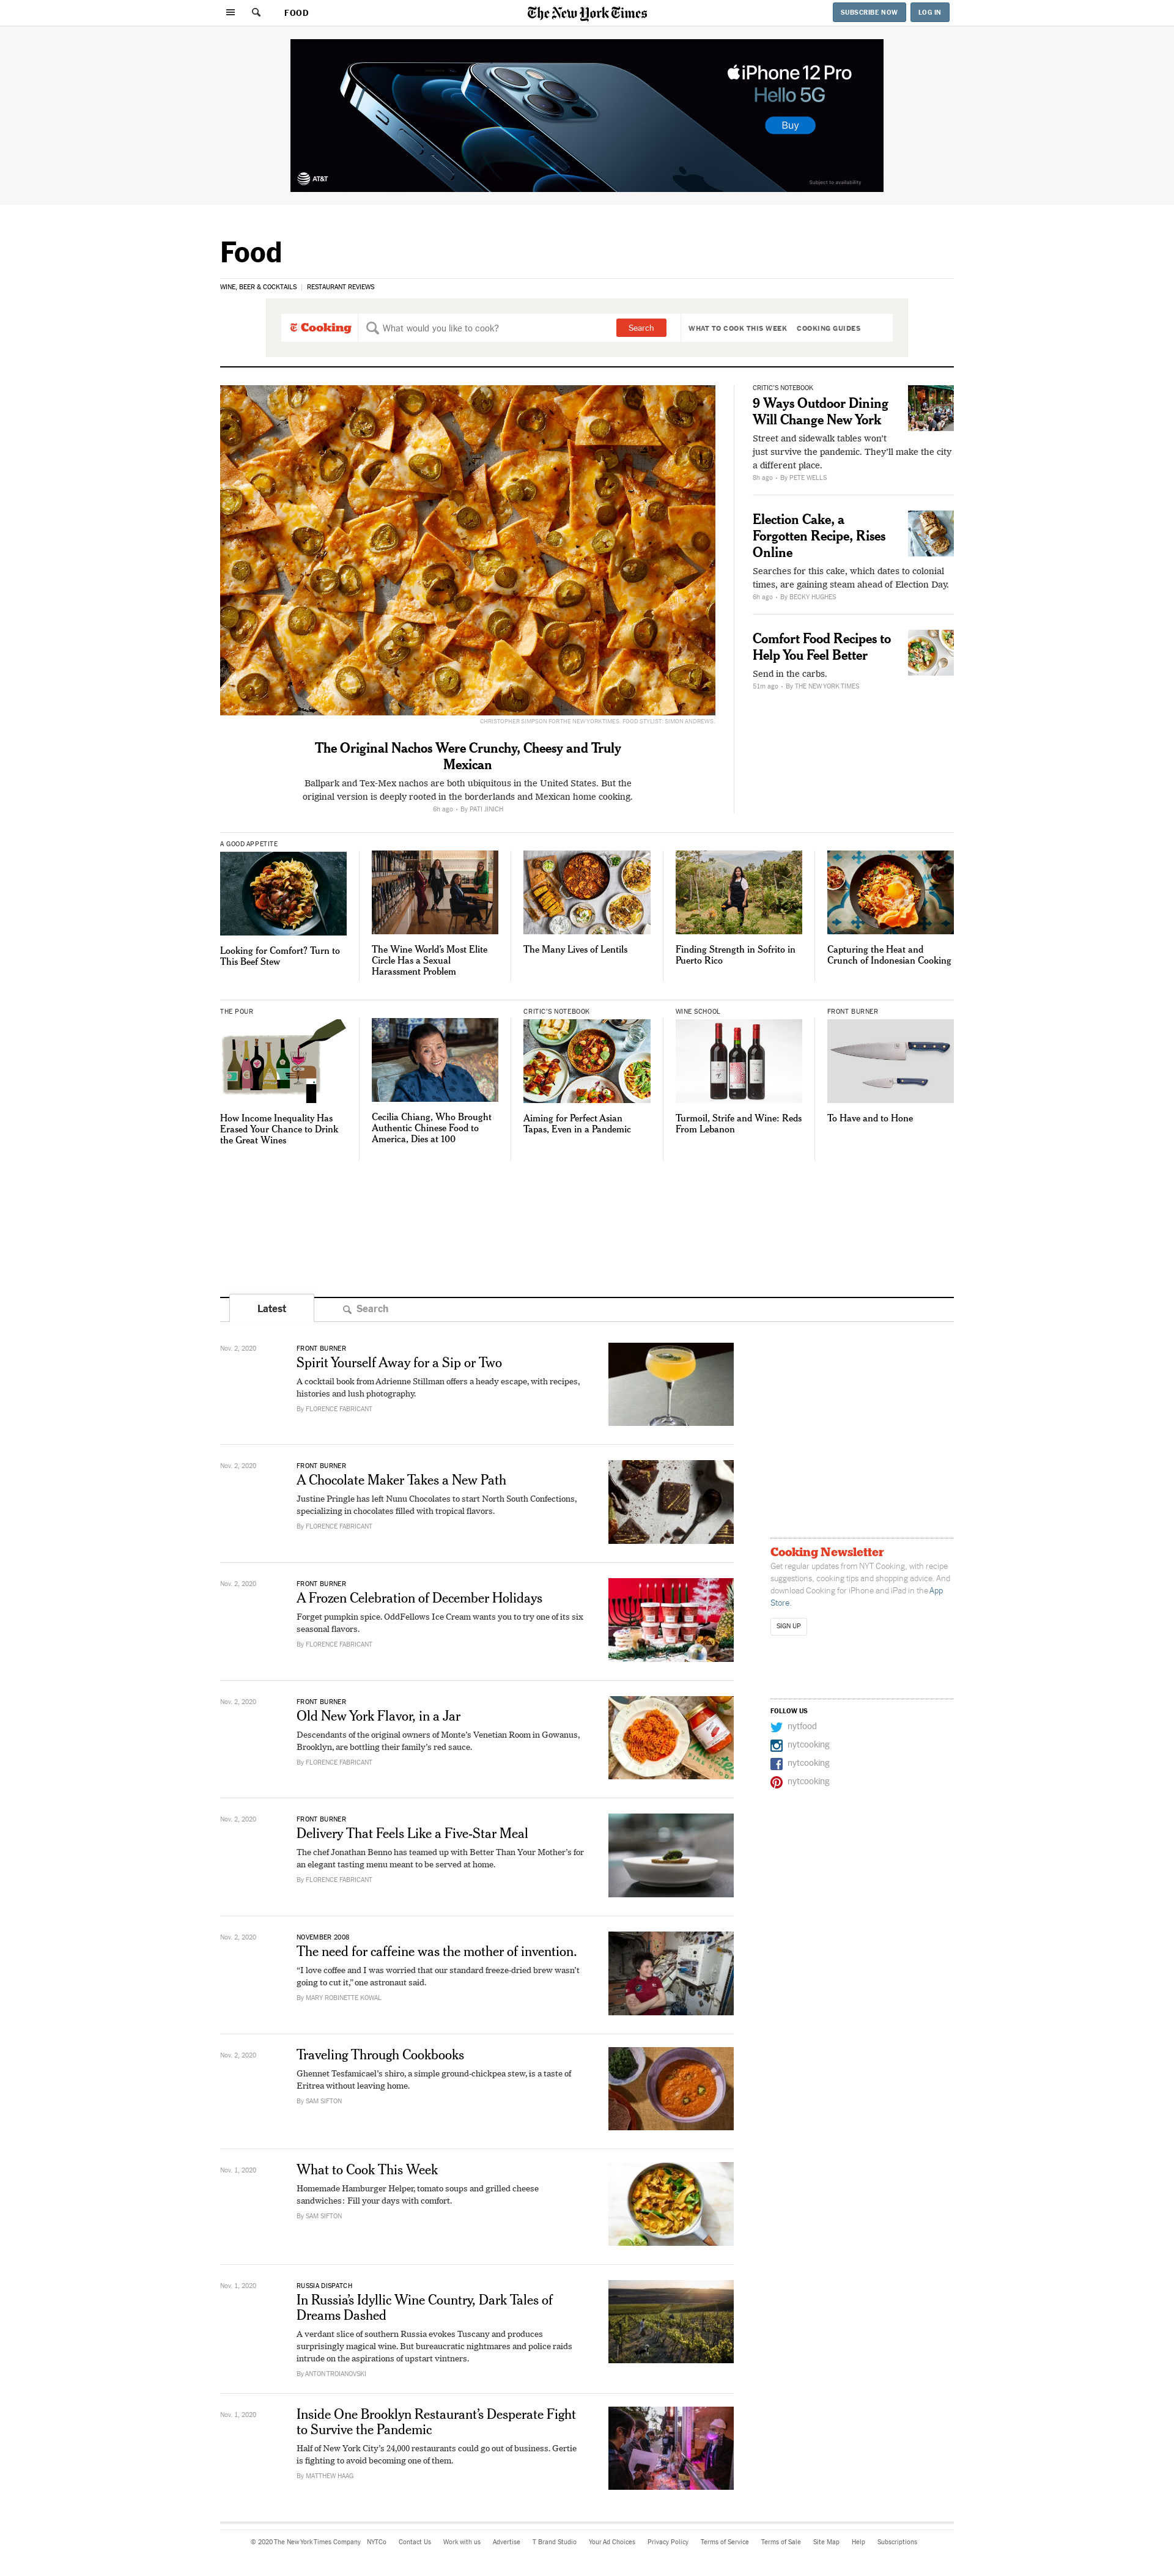 FOOD
The New York Times
SUBSCRIBE NOW
LOG IN
iPhone 12 Pro
Hello 5G
Buy
AT&T
Subject to availability
Food
WINE, BEER & COCKTAILS | RESTAURANT REVIEWS
Cooking
What would you like to cook?
Search
WHAT TO COOK THIS WEEK
COOKING GUIDES
CHRISTOPHER SIMPSON FOR THE NEW YORK TIMES. FOOD STYLIST: SIMON ANDREWS.
The Original Nachos Were Crunchy, Cheesy and Truly
Mexican
Ballpark and Tex-Mex nachos are both ubiquitous in the United States. But the
original version is deeply rooted in the borderlands and Mexican home cooking.
6h ago · By PATI JINICH
CRITIC'S NOTEBOOK
9 Ways Outdoor Dining
Will Change New York
Street and sidewalk tables won't
just survive the pandemic. They'll make the city
a different place.
8h ago · By PETE WELLS
Election Cake, a
Forgotten Recipe, Rises
Online
Searches for this cake, which dates to colonial
times, are gaining steam ahead of Election Day.
6h ago · By BECKY HUGHES
Comfort Food Recipes to
Help You Feel Better
Send in the carbs.
51m ago · By THE NEW YORK TIMES
A GOOD APPETITE
Looking for Comfort? Turn to
This Beef Stew
The Wine World's Most Elite
Circle Has a Sexual
Harassment Problem
The Many Lives of Lentils
Finding Strength in Sofrito in
Puerto Rico
Capturing the Heat and
Crunch of Indonesian Cooking
THE POUR
How Income Inequality Has
Erased Your Chance to Drink
the Great Wines
Cecilia Chiang, Who Brought
Authentic Chinese Food to
America, Dies at 100
CRITIC'S NOTEBOOK
Aiming for Perfect Asian
Tapas, Even in a Pandemic
WINE SCHOOL
Turmoil, Strife and Wine: Reds
From Lebanon
FRONT BURNER
To Have and to Hone
Latest
Search
Nov. 2, 2020
FRONT BURNER
Spirit Yourself Away for a Sip or Two
A cocktail book from Adrienne Stillman offers a heady escape, with recipes,
histories and lush photography.
By FLORENCE FABRICANT
Nov. 2, 2020
FRONT BURNER
A Chocolate Maker Takes a New Path
Justine Pringle has left Nunu Chocolates to start North South Confections,
specializing in chocolates filled with tropical flavors.
By FLORENCE FABRICANT
Nov. 2, 2020
FRONT BURNER
A Frozen Celebration of December Holidays
Forget pumpkin spice. OddFellows Ice Cream wants you to try one of its six
seasonal flavors.
By FLORENCE FABRICANT
Nov. 2, 2020
FRONT BURNER
Old New York Flavor, in a Jar
Descendants of the original owners of Monte's Venetian Room in Gowanus,
Brooklyn, are bottling their family's red sauce.
By FLORENCE FABRICANT
Nov. 2, 2020
FRONT BURNER
Delivery That Feels Like a Five-Star Meal
The chef Jonathan Benno has teamed up with Better Than Your Mother's for
an elegant tasting menu meant to be served at home.
By FLORENCE FABRICANT
Nov. 2, 2020
NOVEMBER 2008
The need for caffeine was the mother of invention.
“I love coffee and I was worried that our standard freeze-dried brew wasn't
going to cut it,” one astronaut said.
By MARY ROBINETTE KOWAL
Nov. 2, 2020
Traveling Through Cookbooks
Ghennet Tesfamicael's shiro, a simple ground-chickpea stew, is a taste of
Eritrea without leaving home.
By SAM SIFTON
Nov. 1, 2020
What to Cook This Week
Homemade Hamburger Helper, tomato soups and grilled cheese
sandwiches: Fill your days with comfort.
By SAM SIFTON
Nov. 1, 2020
RUSSIA DISPATCH
In Russia's Idyllic Wine Country, Dark Tales of
Dreams Dashed
A verdant slice of southern Russia evokes Tuscany and produces
surprisingly magical wine. But bureaucratic nightmares and police raids
intrude on the aspirations of upstart vintners.
By ANTON TROIANOVSKI
Nov. 1, 2020
Inside One Brooklyn Restaurant's Desperate Fight
to Survive the Pandemic
Half of New York City's 24,000 restaurants could go out of business. Gertie
is fighting to avoid becoming one of them.
By MATTHEW HAAG
Cooking Newsletter
Get regular updates from NYT Cooking, with recipe
suggestions, cooking tips and shopping advice. And
download Cooking for iPhone and iPad in the App
Store.
SIGN UP
FOLLOW US
nytfood
nytcooking
nytcooking
nytcooking
© 2020 The New York Times Company NYTCo Contact Us Work with us Advertise T Brand Studio Your Ad Choices Privacy Policy Terms of Service Terms of Sale Site Map Help Subscriptions